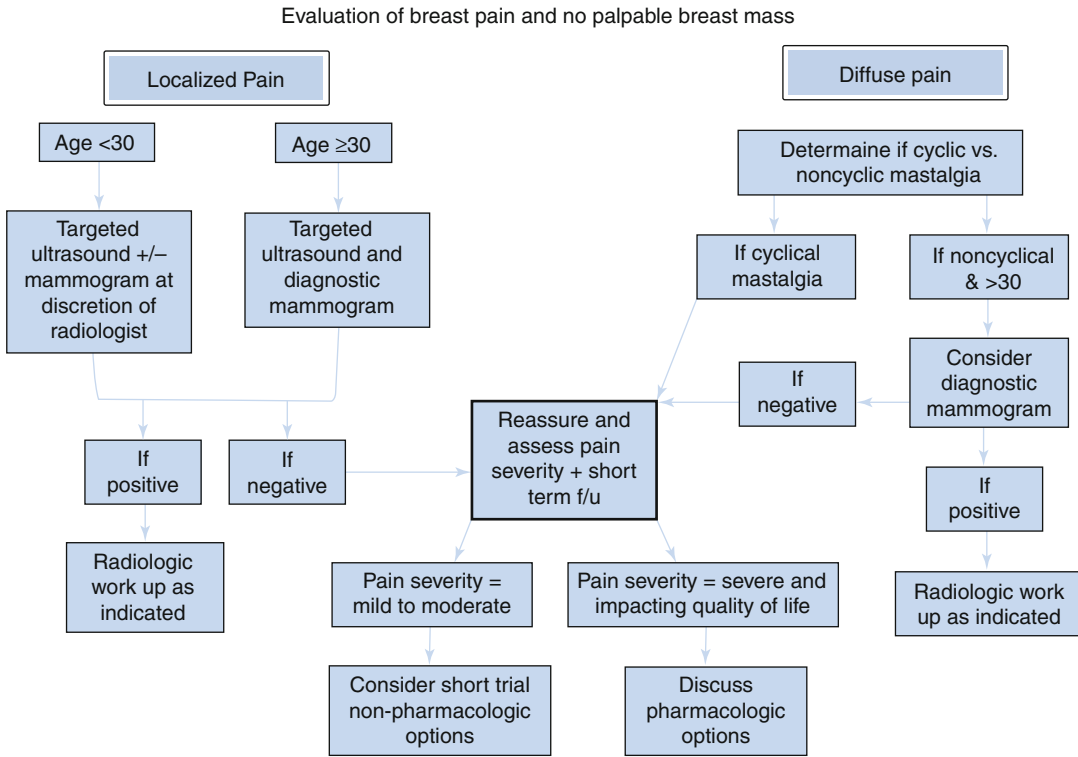 Evaluation of breast pain and no palpable breast mass
Localized Pain
Diffuse pain
Age <30
Age ≥30
Determaine if cyclic vs.
noncyclic mastalgia
Targeted
ultrasound +/–
mammogram at
discretion of
radiologist
Targeted
ultrasound and
diagnostic
mammogram
If cyclical
mastalgia
If noncyclical
& >30
Consider
diagnostic
mammogram
If
negative
Reassure and
assess pain
severity + short
term f/u
If
positive
If
negative
If
positive
Radiologic
work up as
indicated
Pain severity =
mild to moderate
Pain severity = severe and
impacting quality of life
Radiologic work
up as indicated
Consider short trial
non-pharmacologic
options
Discuss
pharmacologic
options